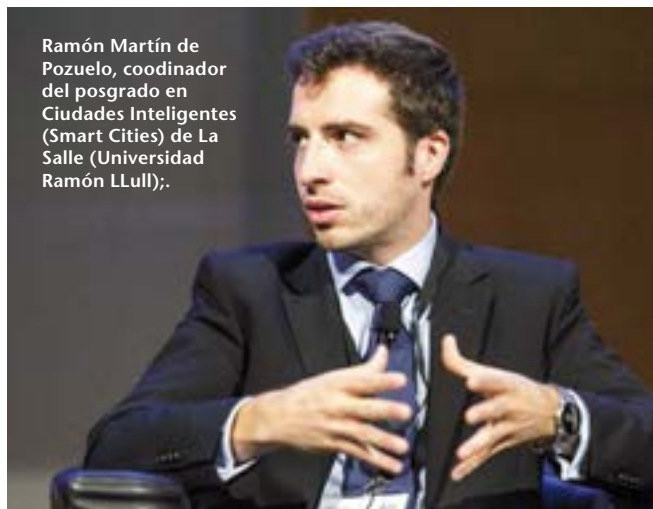 Ramón Martín de
Pozuelo, coodinador
del posgrado en
Ciudades Inteligentes
(Smart Cities) de La
Salle (Universidad
Ramón LLull);.